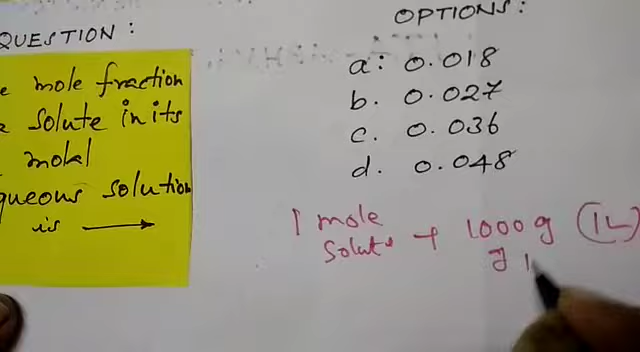 QUESTION :
mole fraction
solute in its
molal
queous solution
is
OPTIONS :
a: 0.018
b. 0.027
c. 0.036
d. 0.048
1 mole
solute + 1000g (1L)